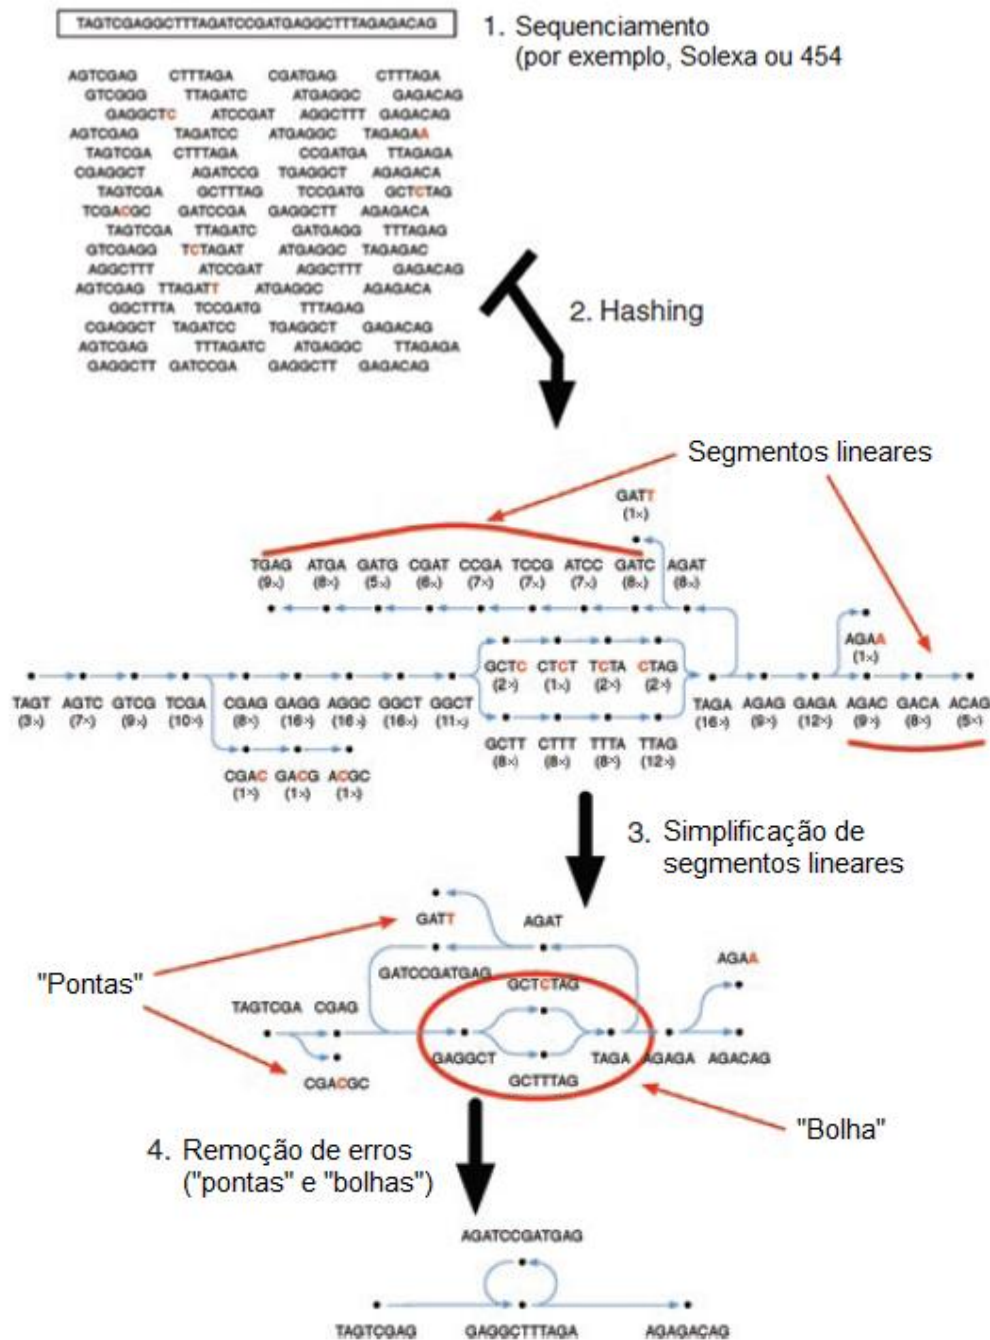 TAGTCGAGGCTTTAGATCCGATGAGGCTTTAGAGACAG
1. Sequenciamento
(por exemplo, Solexa ou 454
AGTCGAG CTTTAGA CGATGAG CTTTAGA
GTCGGG TTAGATC ATGAGGC GAGACAG
GAGGCTC ATCCGAT AGGCTTT GAGACAG
AGTCGAG TAGATCC ATGAGGC TAGAGAA
TAGTCGA CTTTAGA CCGATGA TTAGAGA
CGAGGCT AGATCCG TGAGGCT AGAGACA
TAGTCGA GCTTTAG TCCGATG GCTCTAG
TCGACGC GATCCGA GAGGCTT AGAGACA
TAGTCGA TTAGATC GATGAGG TTTAGAG
GTCGAGG TCTAGAT ATGAGGC TAGAGAC
AGGCTTT ATCCGAT AGGCTTT GAGACAG
AGTCGAG TTAGATT ATGAGGC AGAGACA
GGCTTTA TCCGATG TTTAGAG
CGAGGCT TAGATCC TGAGGCT GAGACAG
AGTCGAG TTTAGATC ATGAGGC TTAGAGA
GAGGCTT GATCCGA GAGGCTT GAGACAG
2. Hashing
Segmentos lineares
GATT
(1×)
TGAG ATGA GATG CGAT CCGA TCCG ATCC GATC AGAT
(9×) (8×) (5×) (6×) (7×) (7×) (7×) (8×) (8×)
AGAA
(1×)
GCTC CTCT TCTA CTAG
(2×) (1×) (2×) (2×)
TAGT AGTC GTCG TCGA CGAG GAGG AGGC GGCT GGCT TAGA AGAG GAGA AGAC GACA ACAG
(3×) (7×) (9×) (10×) (8×) (16×) (16×) (16×) (11×) (16×) (9×) (12×) (9×) (8×) (5×)
GCTT CTTT TTTA TTAG
(8×) (8×) (8×) (12×)
CGAC GACG ACGC
(1×) (1×) (1×)
3. Simplificação de
segmentos lineares
GATT AGAT
AGAA
"Pontas"
GATCCGATGAG
GCTCTAG
TAGTCGA CGAG
GAGGCT TAGA AGAGA AGACAG
CGACGC
GCTTTAG
"Bolha"
4. Remoção de erros
("pontas" e "bolhas")
AGATCCGATGAG
TAGTCGAG GAGGCTTTAGA AGAGACAG